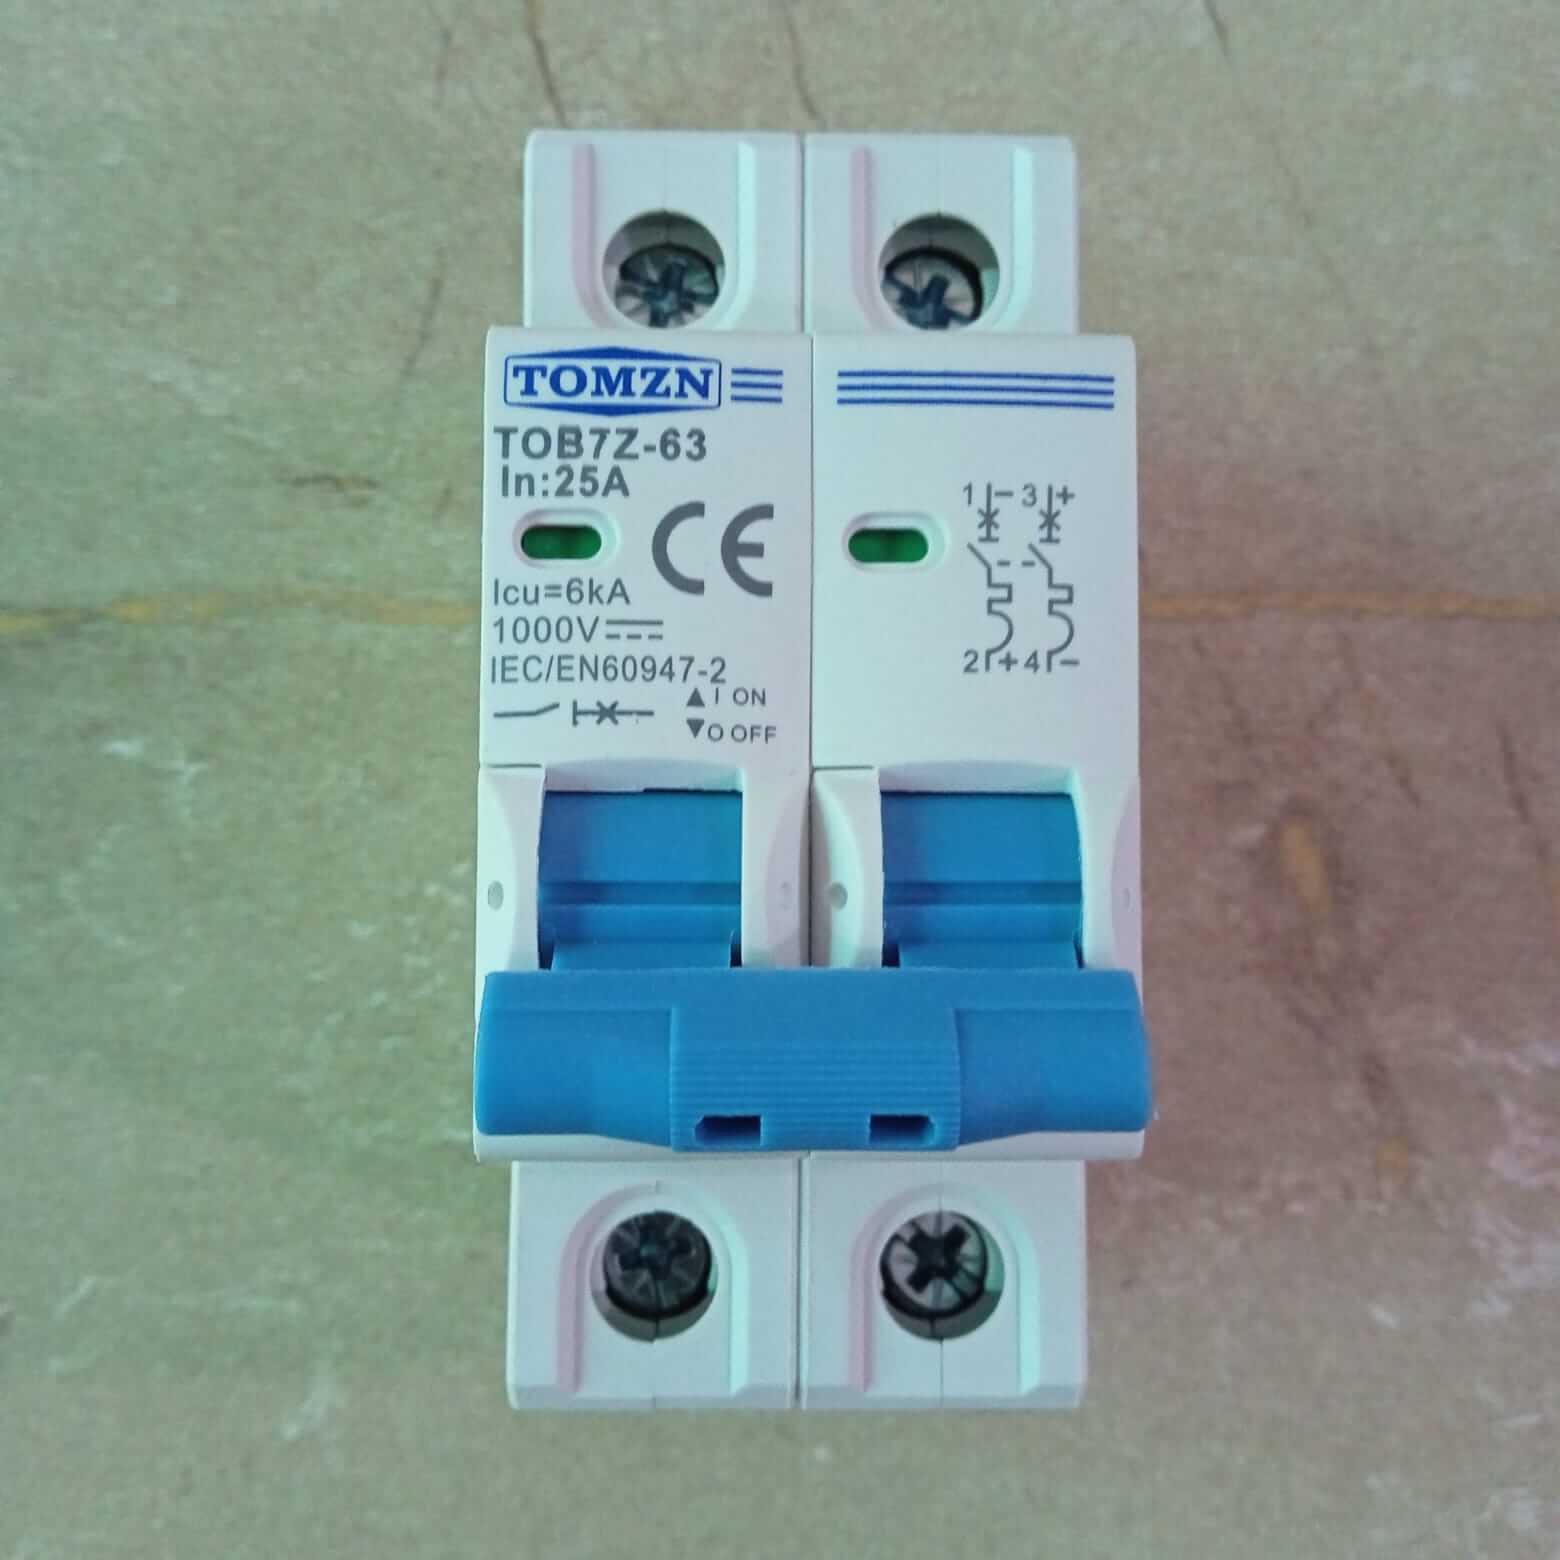 TOMZN
TOB7Z-63
In:25A
CE
Icu=6kA
1000V⎓
IEC/EN60947-2
▲ I ON
▼ O OFF
1 - 3 +
2 + 4 -